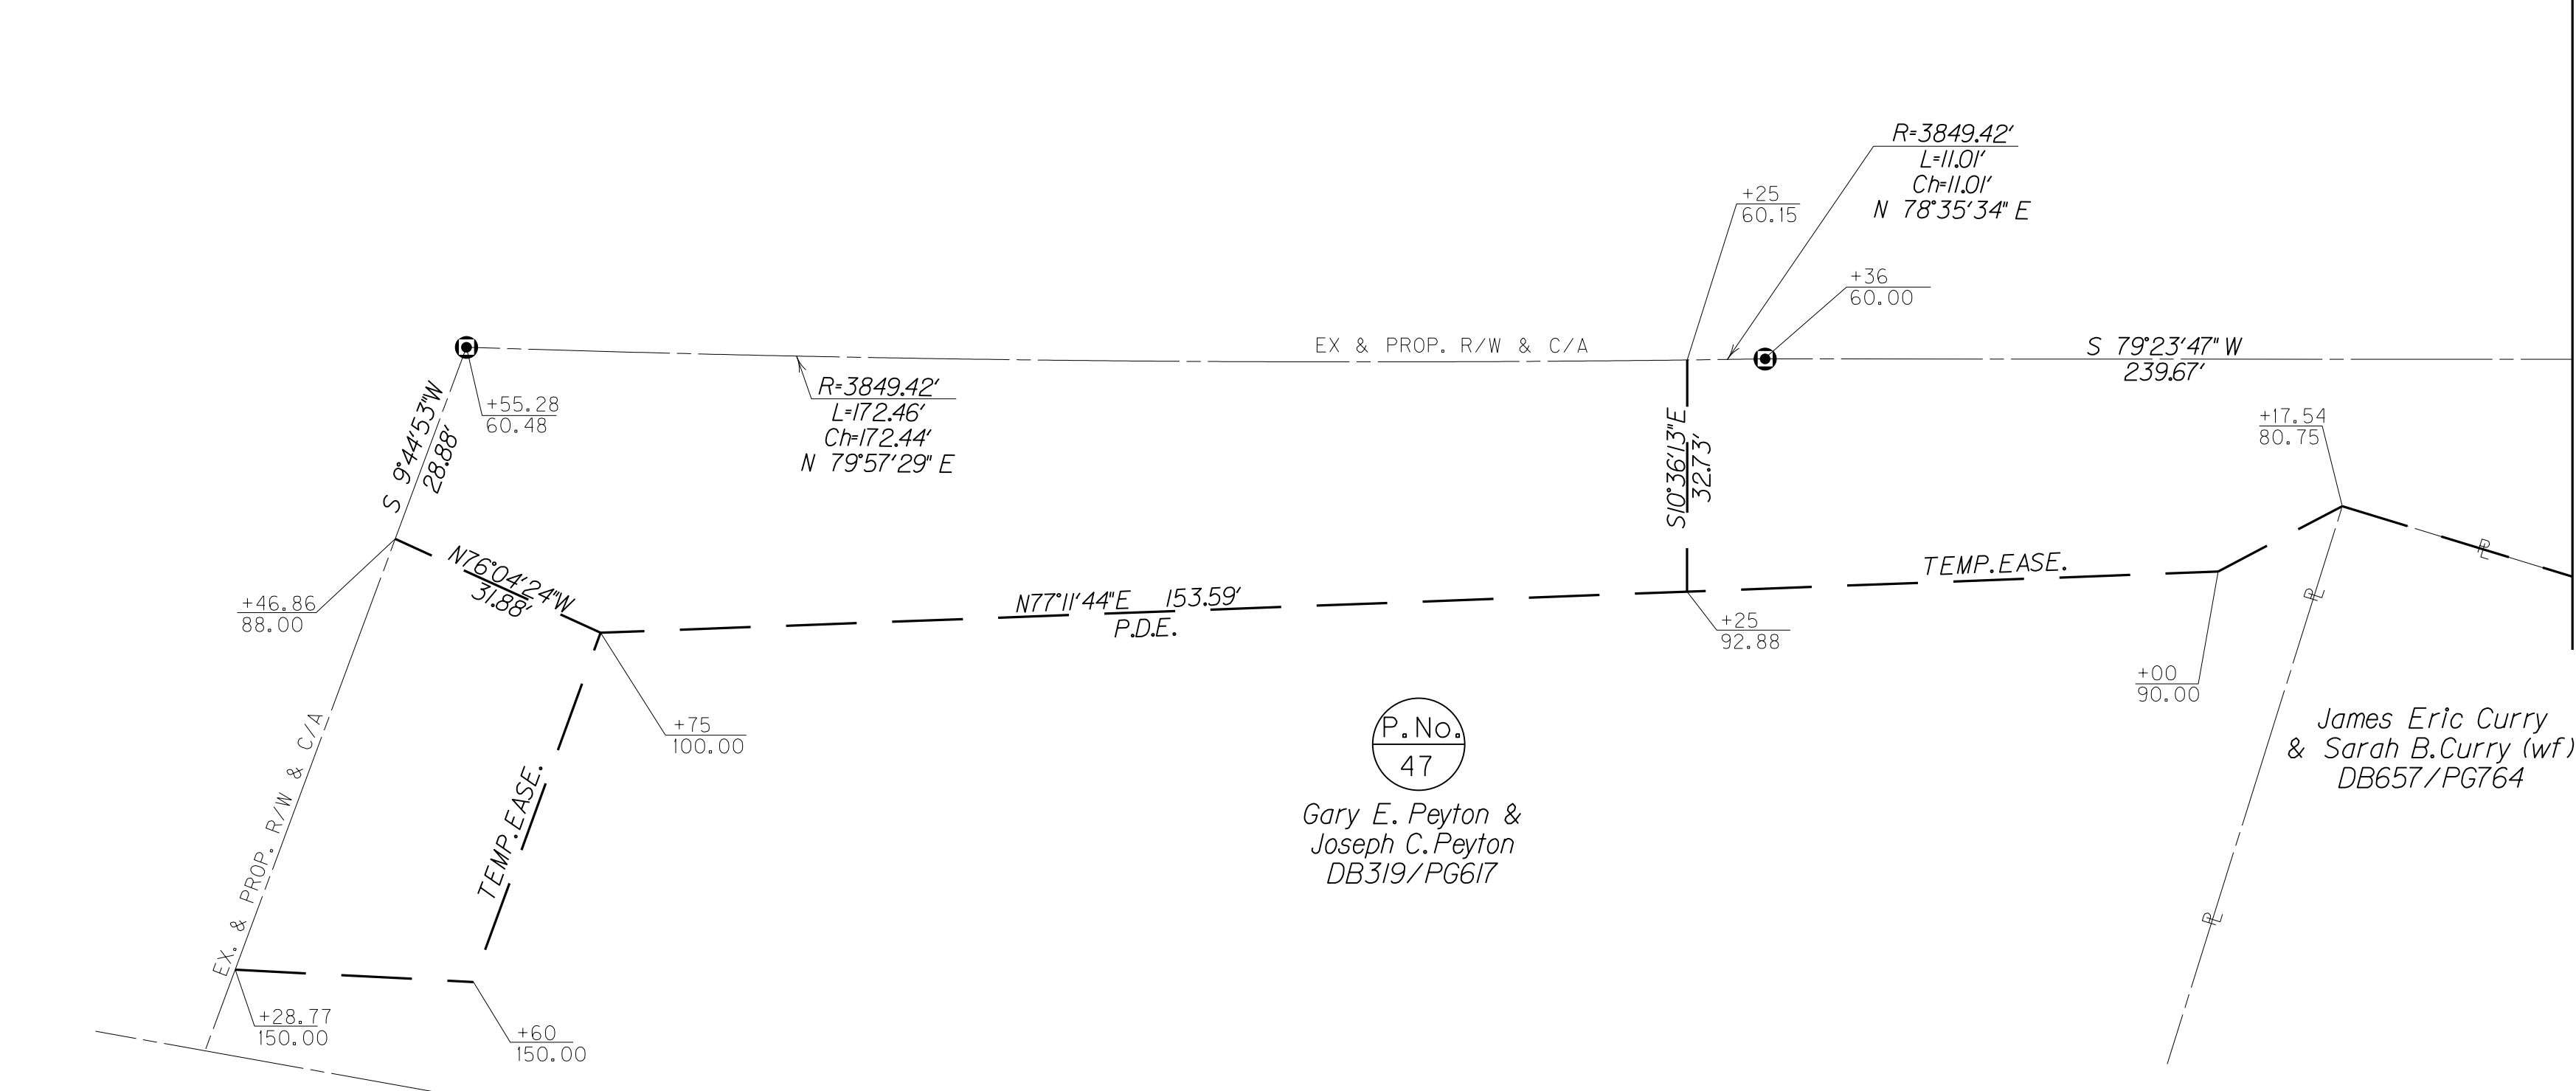 R=3849.42'
L=11.01'
Ch=11.01'
N 78°35'34" E
+25
60.15
+36
60.00
EX & PROP. R/W & C/A
S 79°23'47" W
239.67'
R=3849.42'
L=172.46'
Ch=172.44'
N 79°57'29" E
+55.28
60.48
S 9°44'53"W
28.88'
S10°36'13"E
32.73'
+17.54
80.75
N76°04'24"W
31.88'
+46.86
88.00
N77°11'44"E 153.59'
P.D.E.
TEMP.EASE.
PL
PL
+25
92.88
+00
90.00
+75
100.00
P.No.
47
Gary E. Peyton &
Joseph C.Peyton
DB319/PG617
James Eric Curry
& Sarah B.Curry (wf)
DB657/PG764
TEMP.EASE.
EX. & PROP. R/W & C/A
PL
+28.77
150.00
+60
150.00